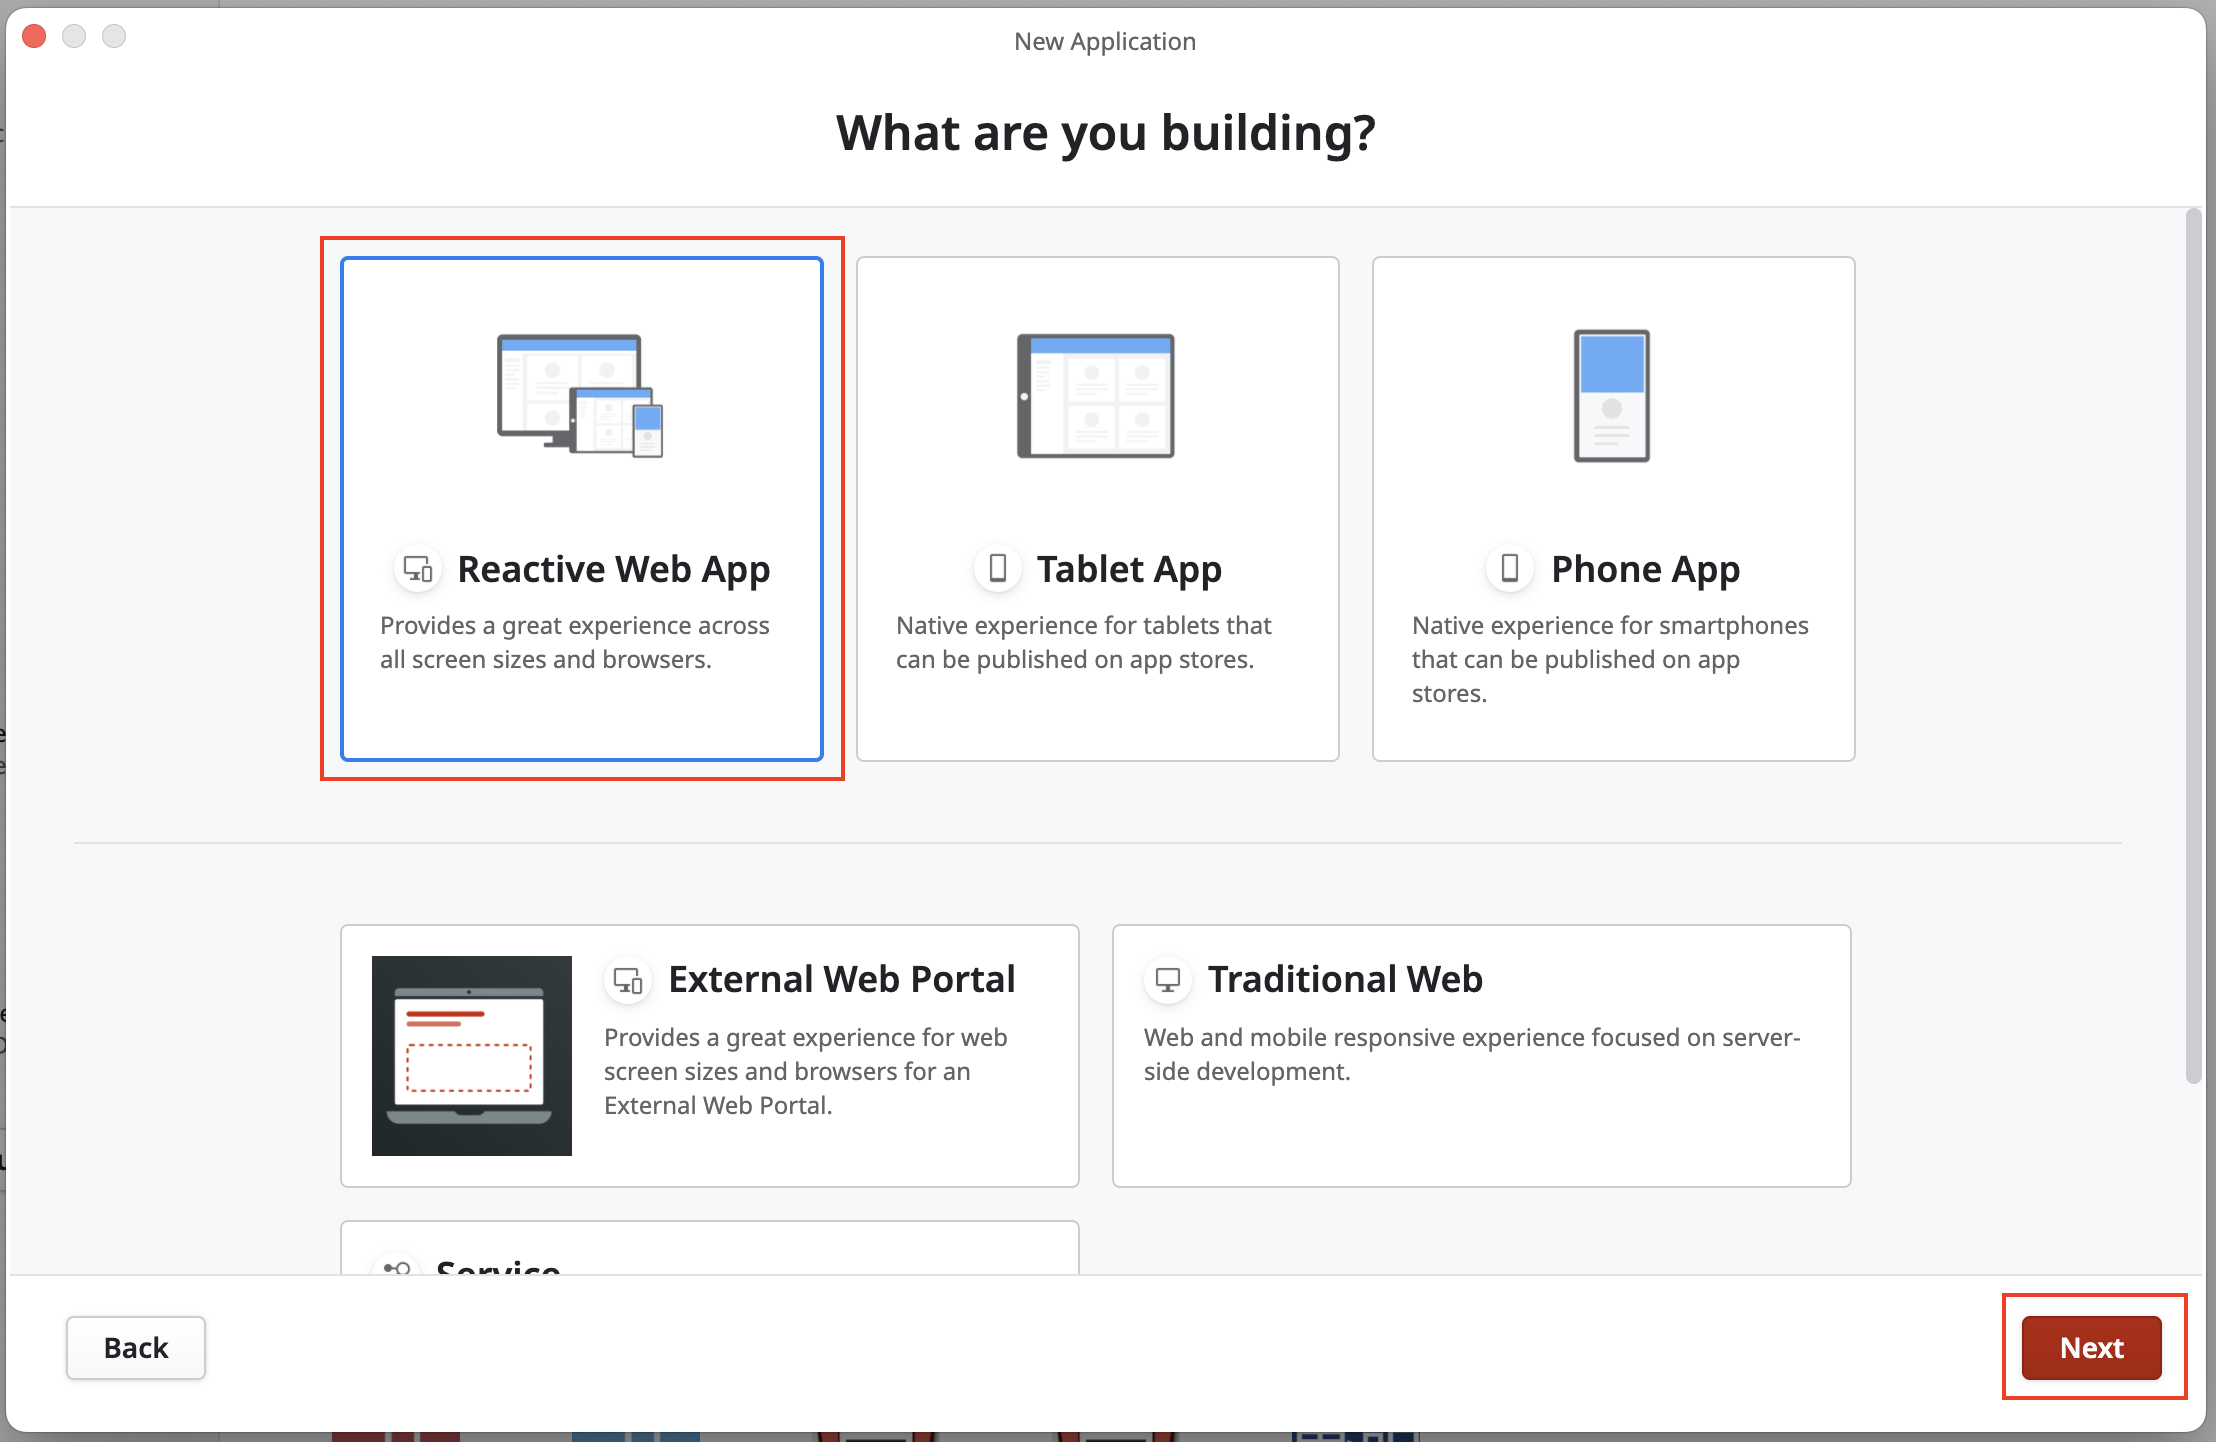 New Application
What are you building?
Reactive Web App
Provides a great experience across
all screen sizes and browsers.
Tablet App
Native experience for tablets that
can be published on app stores.
Phone App
Native experience for smartphones
that can be published on app
stores.
External Web Portal
Provides a great experience for web
screen sizes and browsers for an
External Web Portal.
Traditional Web
Web and mobile responsive experience focused on server-
side development.
Service
Back
Next